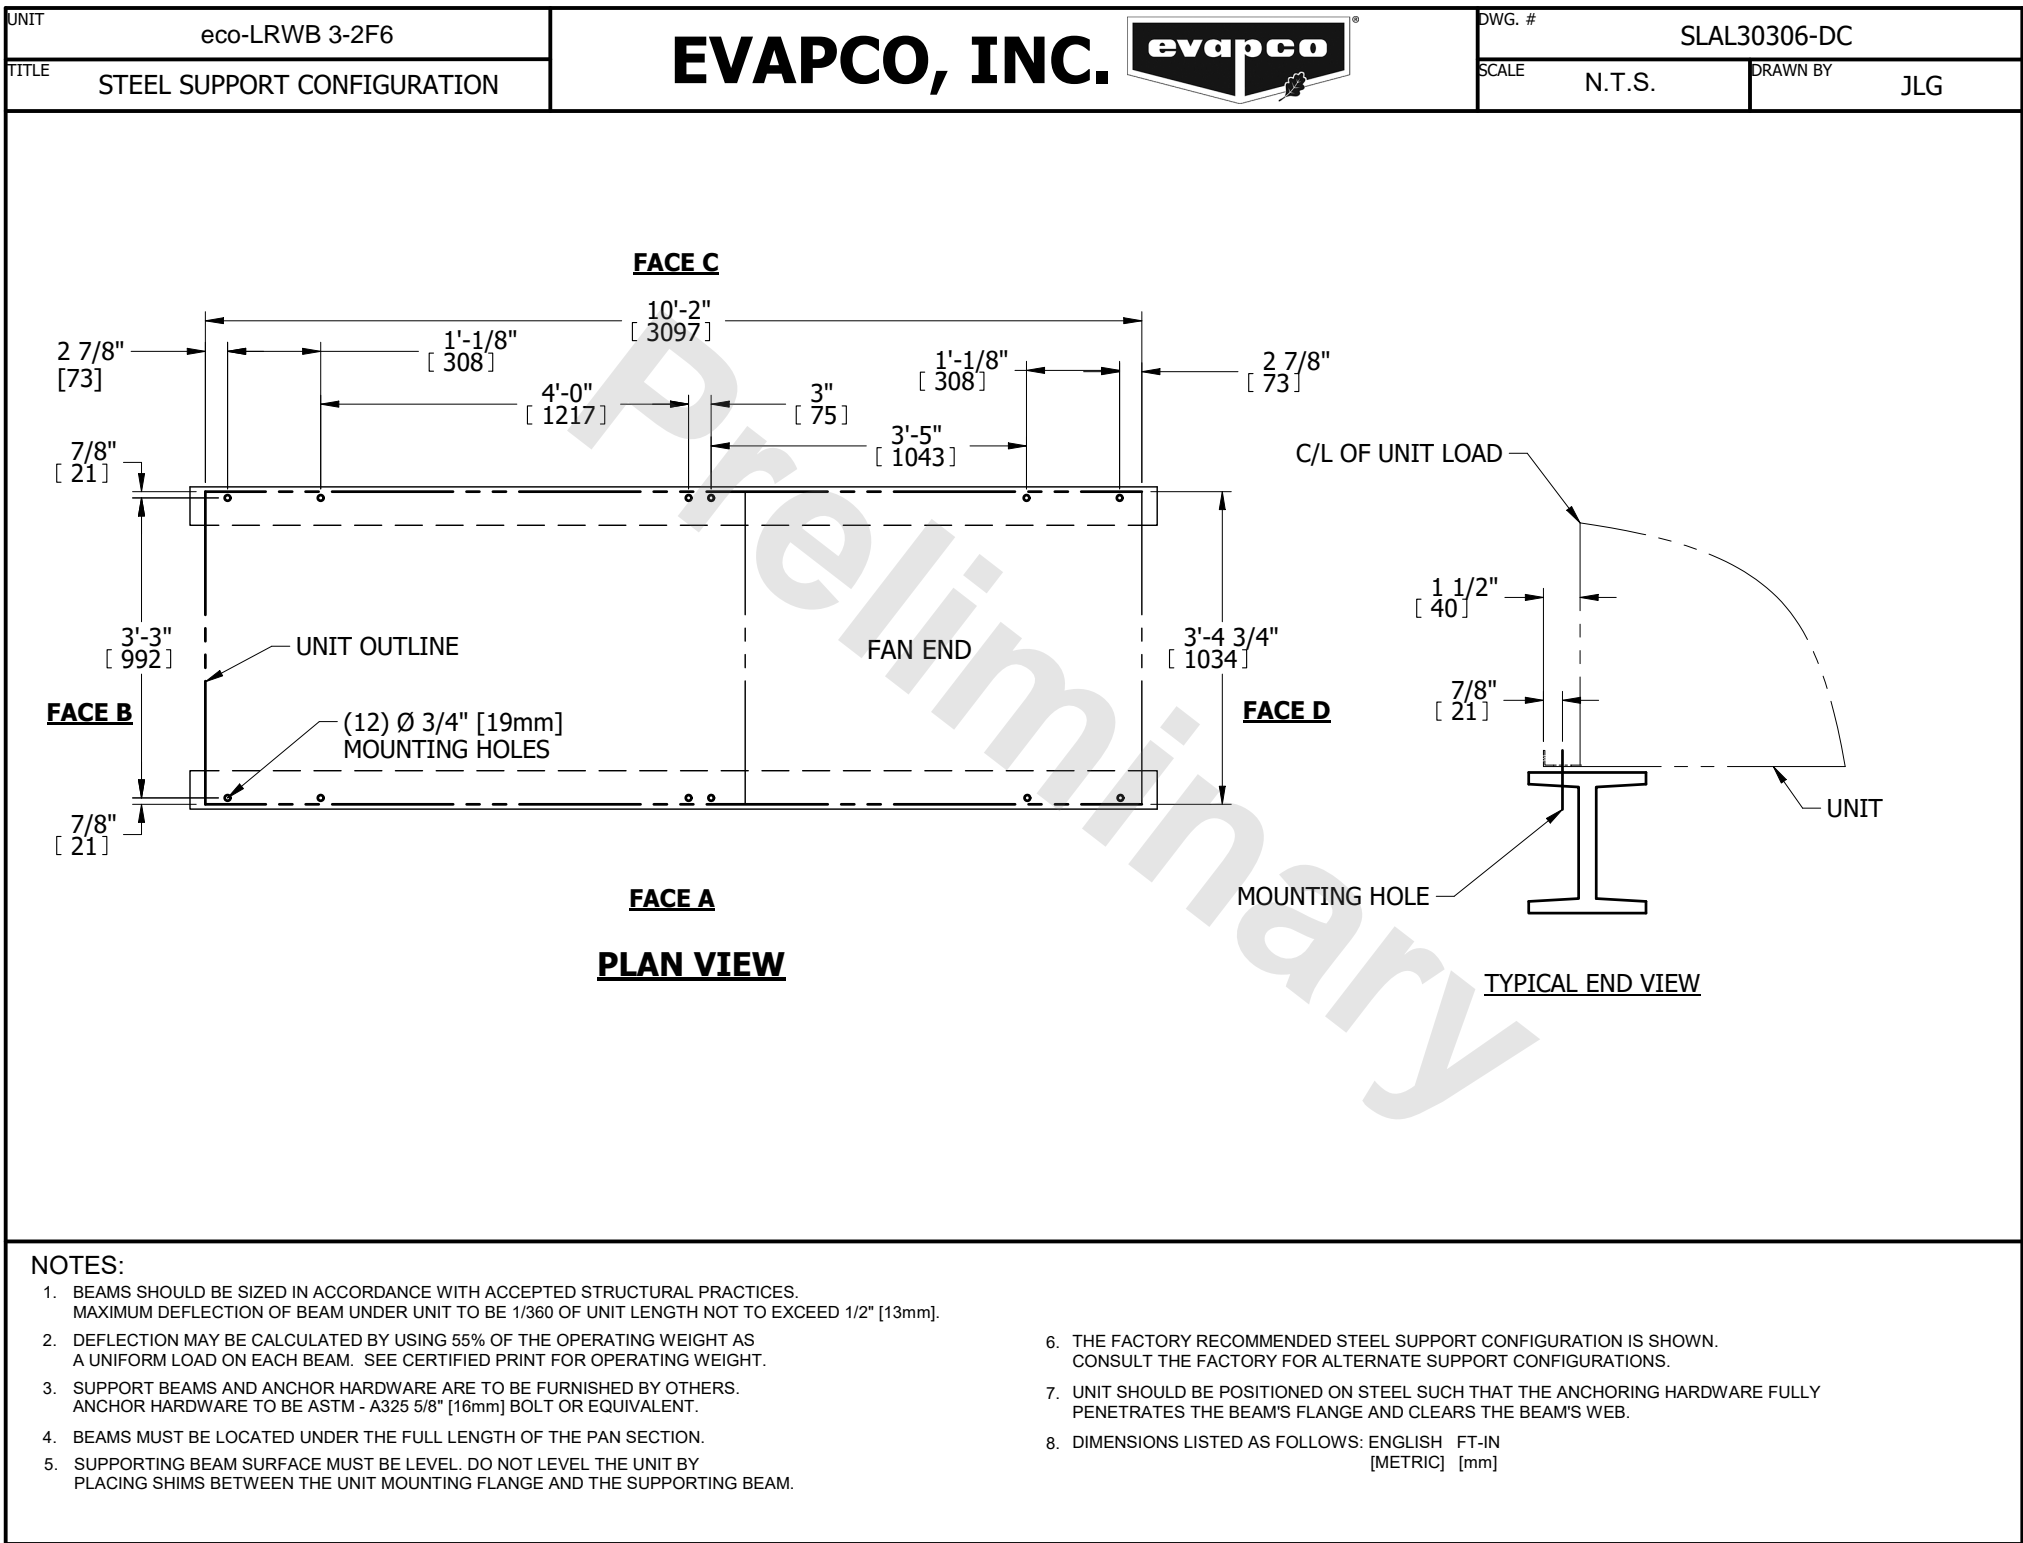 UNIT
eco-LRWB 3-2F6
TITLE
STEEL SUPPORT CONFIGURATION
EVAPCO, INC.
evapco
®
DWG. #
SLAL30306-DC
SCALE
N.T.S.
DRAWN BY
JLG
FACE C
10'-2"
[ 3097 ]
2 7/8"
[73]
1'-1/8"
[ 308 ]
4'-0"
[ 1217 ]
3"
[ 75 ]
1'-1/8"
[ 308 ]
2 7/8"
[ 73 ]
3'-5"
[ 1043 ]
7/8"
[ 21 ]
3'-3"
[ 992 ]
UNIT OUTLINE
FAN END
3'-4 3/4"
[ 1034 ]
FACE B
(12) Ø 3/4" [19mm]
MOUNTING HOLES
FACE D
7/8"
[ 21 ]
FACE A
PLAN VIEW
C/L OF UNIT LOAD
1 1/2"
[ 40 ]
7/8"
[ 21 ]
UNIT
MOUNTING HOLE
TYPICAL END VIEW
Preliminary
NOTES:
1. BEAMS SHOULD BE SIZED IN ACCORDANCE WITH ACCEPTED STRUCTURAL PRACTICES.
MAXIMUM DEFLECTION OF BEAM UNDER UNIT TO BE 1/360 OF UNIT LENGTH NOT TO EXCEED 1/2" [13mm].
2. DEFLECTION MAY BE CALCULATED BY USING 55% OF THE OPERATING WEIGHT AS
A UNIFORM LOAD ON EACH BEAM. SEE CERTIFIED PRINT FOR OPERATING WEIGHT.
3. SUPPORT BEAMS AND ANCHOR HARDWARE ARE TO BE FURNISHED BY OTHERS.
ANCHOR HARDWARE TO BE ASTM - A325 5/8" [16mm] BOLT OR EQUIVALENT.
4. BEAMS MUST BE LOCATED UNDER THE FULL LENGTH OF THE PAN SECTION.
5. SUPPORTING BEAM SURFACE MUST BE LEVEL. DO NOT LEVEL THE UNIT BY
PLACING SHIMS BETWEEN THE UNIT MOUNTING FLANGE AND THE SUPPORTING BEAM.
6. THE FACTORY RECOMMENDED STEEL SUPPORT CONFIGURATION IS SHOWN.
CONSULT THE FACTORY FOR ALTERNATE SUPPORT CONFIGURATIONS.
7. UNIT SHOULD BE POSITIONED ON STEEL SUCH THAT THE ANCHORING HARDWARE FULLY
PENETRATES THE BEAM'S FLANGE AND CLEARS THE BEAM'S WEB.
8. DIMENSIONS LISTED AS FOLLOWS: ENGLISH FT-IN
[METRIC] [mm]